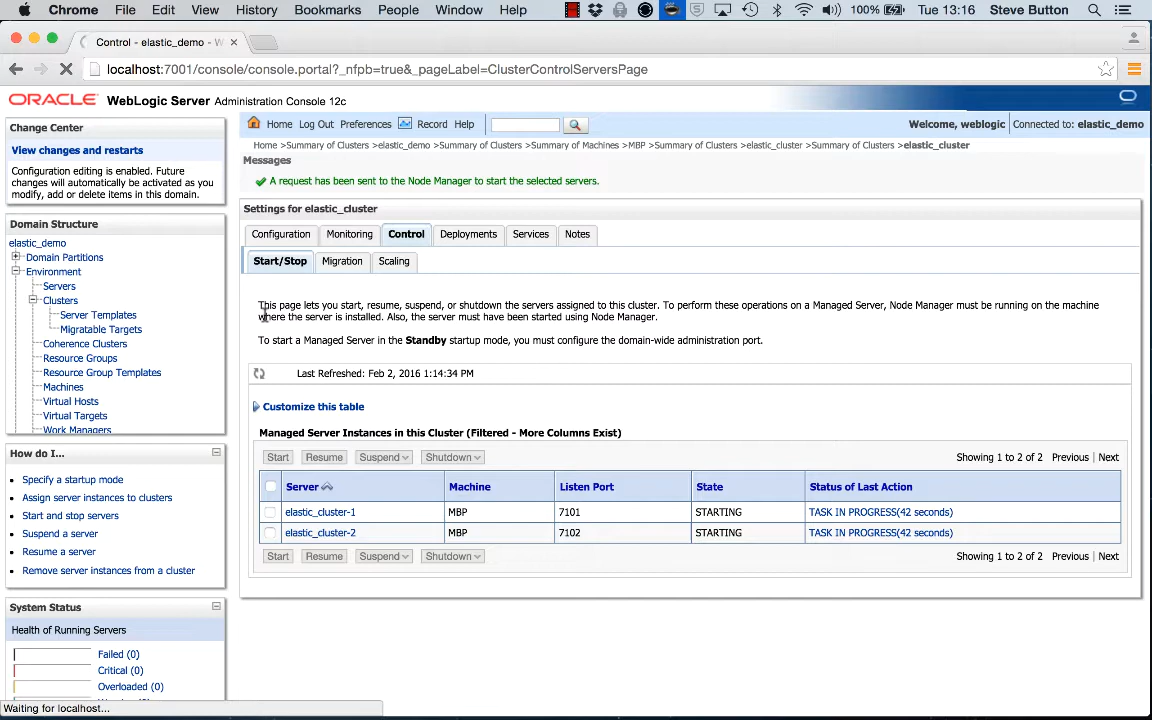 Chrome File Edit View History Bookmarks People Window Help 100% Tue 13:16 Steve Button
Control - elastic_demo - W
localhost:7001/console/console.portal?_nfpb=true&_pageLabel=ClusterControlServersPage
ORACLE WebLogic Server Administration Console 12c
Change Center
View changes and restarts
Configuration editing is enabled. Future
changes will automatically be activated as you
modify, add or delete items in this domain.
Domain Structure
elastic_demo
Domain Partitions
Environment
Servers
Clusters
Server Templates
Migratable Targets
Coherence Clusters
Resource Groups
Resource Group Templates
Machines
Virtual Hosts
Virtual Targets
Work Managers
How do I...
Specify a startup mode
Assign server instances to clusters
Start and stop servers
Suspend a server
Resume a server
Remove server instances from a cluster
System Status
Health of Running Servers
Failed (0)
Critical (0)
Overloaded (0)
Waiting for localhost...
Home Log Out Preferences Record Help
Welcome, weblogic Connected to: elastic_demo
Home >Summary of Clusters >elastic_demo >Summary of Clusters >Summary of Machines >MBP >Summary of Clusters >elastic_cluster >Summary of Clusters >elastic_cluster
Messages
A request has been sent to the Node Manager to start the selected servers.
Settings for elastic_cluster
Configuration Monitoring Control Deployments Services Notes
Start/Stop Migration Scaling
This page lets you start, resume, suspend, or shutdown the servers assigned to this cluster. To perform these operations on a Managed Server, Node Manager must be running on the machine
where the server is installed. Also, the server must have been started using Node Manager.
To start a Managed Server in the Standby startup mode, you must configure the domain-wide administration port.
Last Refreshed: Feb 2, 2016 1:14:34 PM
Customize this table
Managed Server Instances in this Cluster (Filtered - More Columns Exist)
Start Resume Suspend Shutdown Showing 1 to 2 of 2 Previous | Next
Server Machine Listen Port State Status of Last Action
elastic_cluster-1 MBP 7101 STARTING TASK IN PROGRESS(42 seconds)
elastic_cluster-2 MBP 7102 STARTING TASK IN PROGRESS(42 seconds)
Start Resume Suspend Shutdown Showing 1 to 2 of 2 Previous | Next